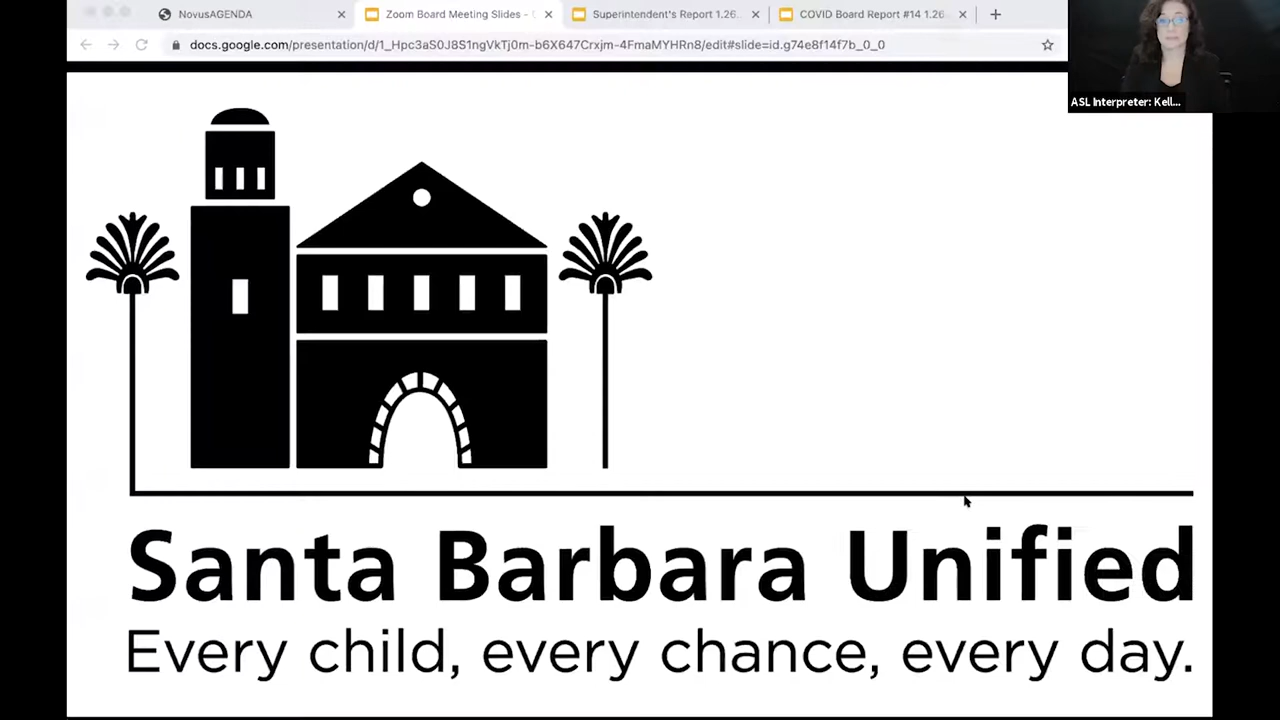 NovusAGENDA
Zoom Board Meeting Slides -
Superintendent's Report 1.26.
COVID Board Report #14 1.26
docs.google.com/presentation/d/1_Hpc3aS0J8S1ngVkTj0m-b6X647Crxjm-4FmaMYHRn8/edit#slide=id.g74e8f14f7b_0_0
ASL Interpreter: Kell...
Santa Barbara Unified
Every child, every chance, every day.